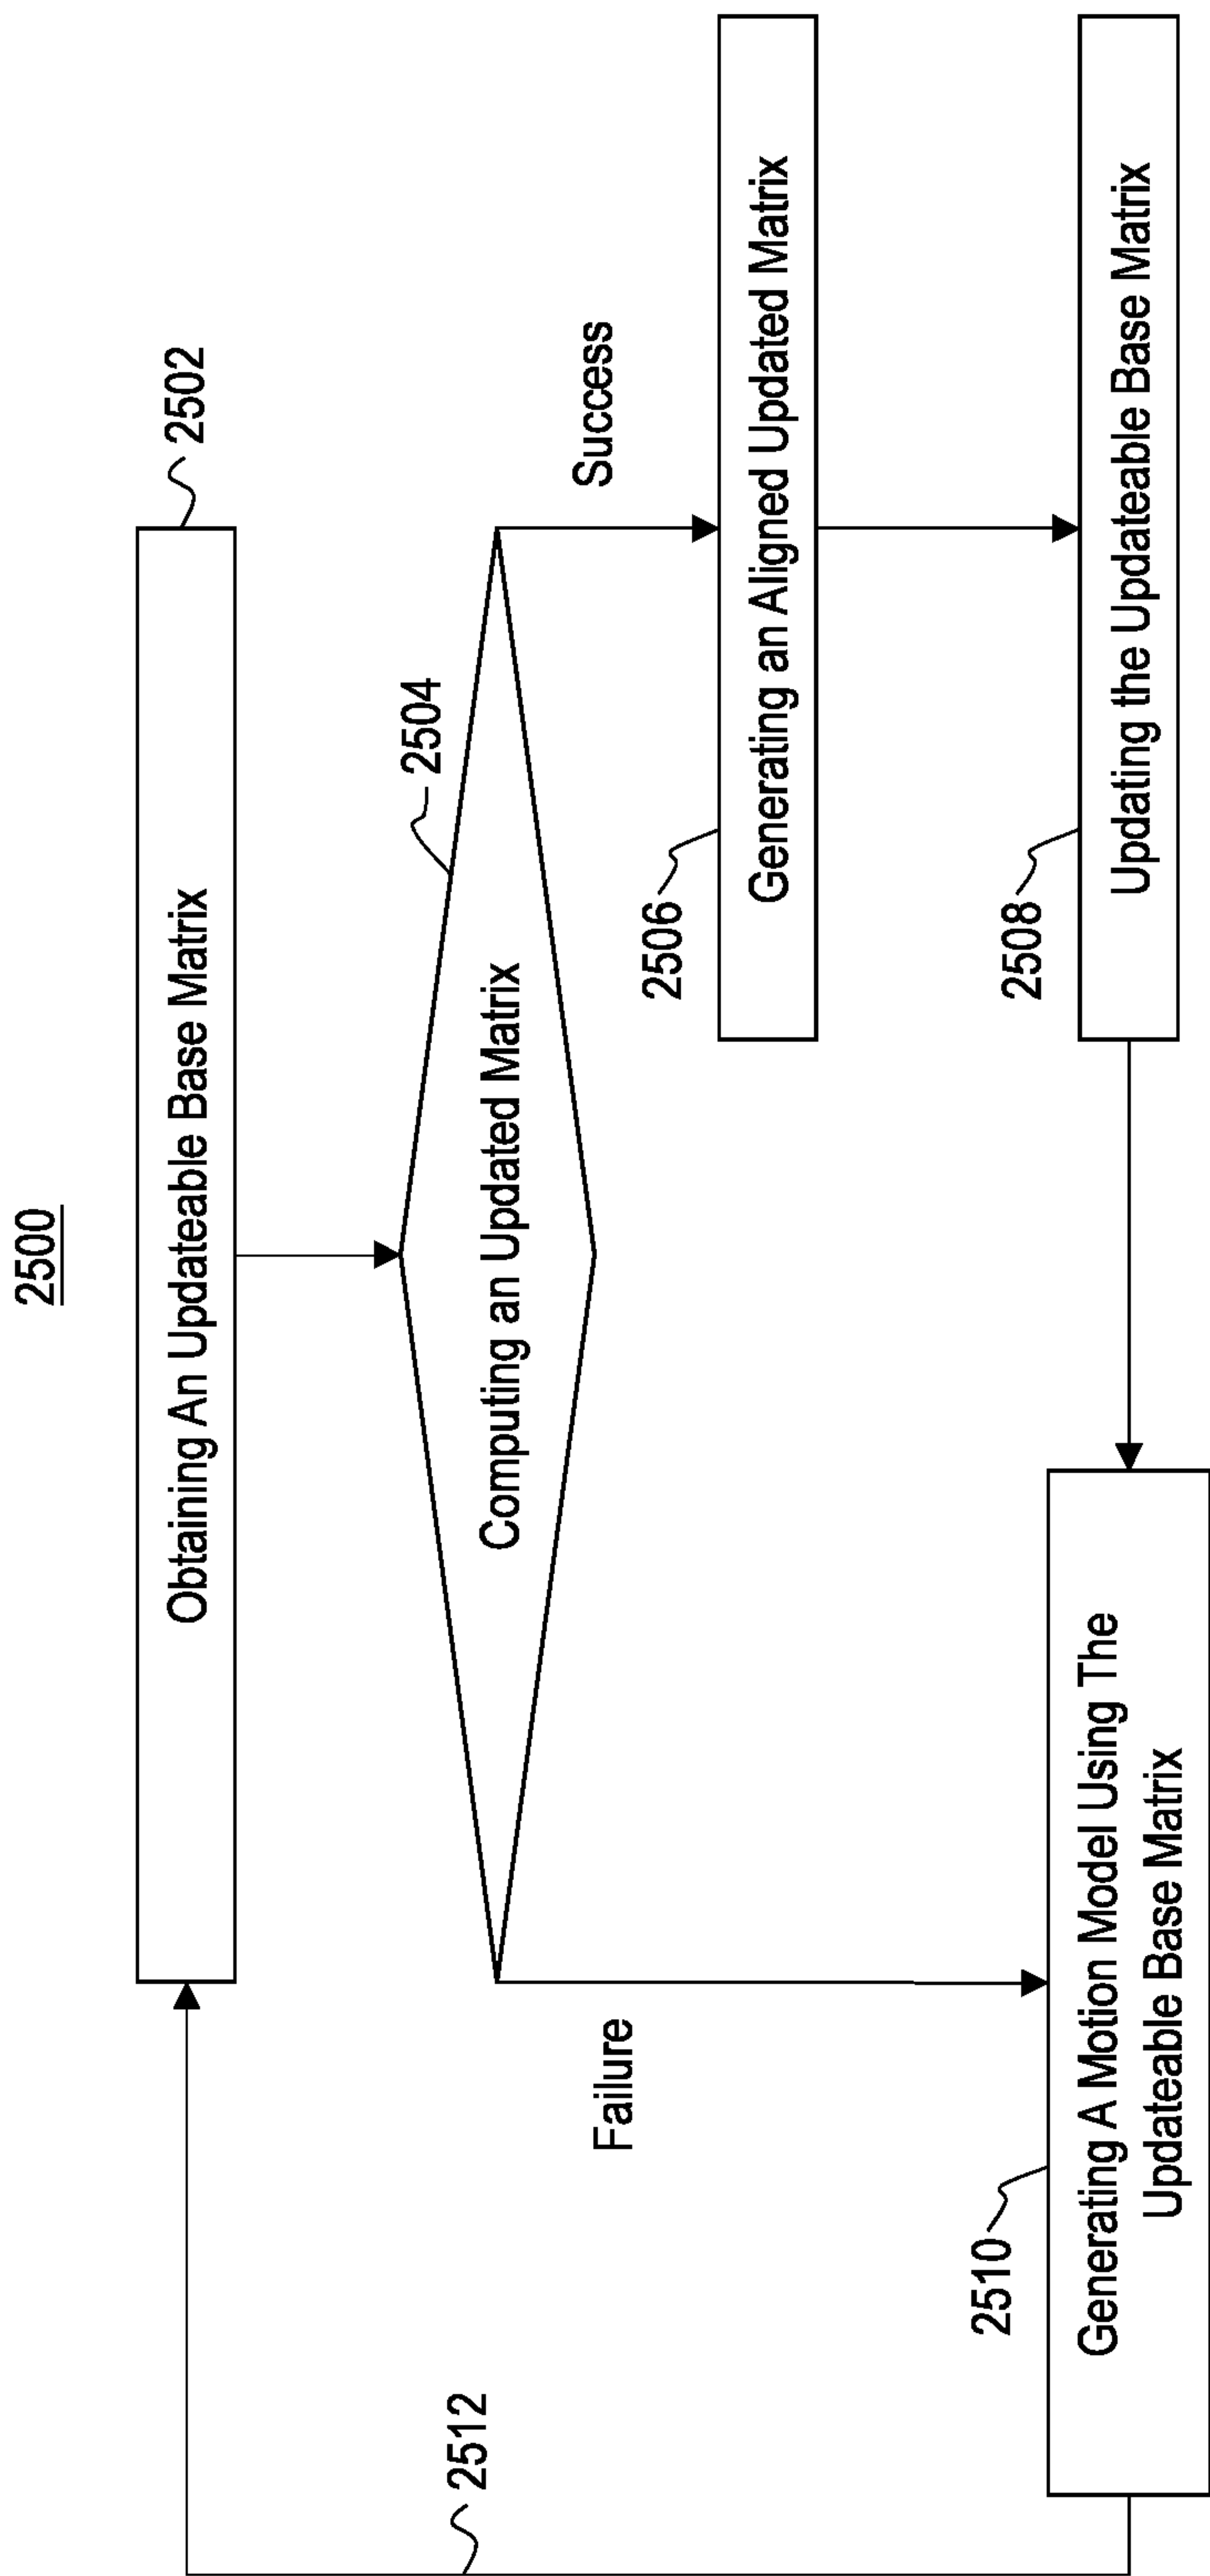 2500
Obtaining An Updateable Base Matrix
2502
2504
Computing an Updated Matrix
Success
Failure
2506
Generating an Aligned Updated Matrix
2508
Updating the Updateable Base Matrix
2510
Generating A Motion Model Using The
Updateable Base Matrix
2512